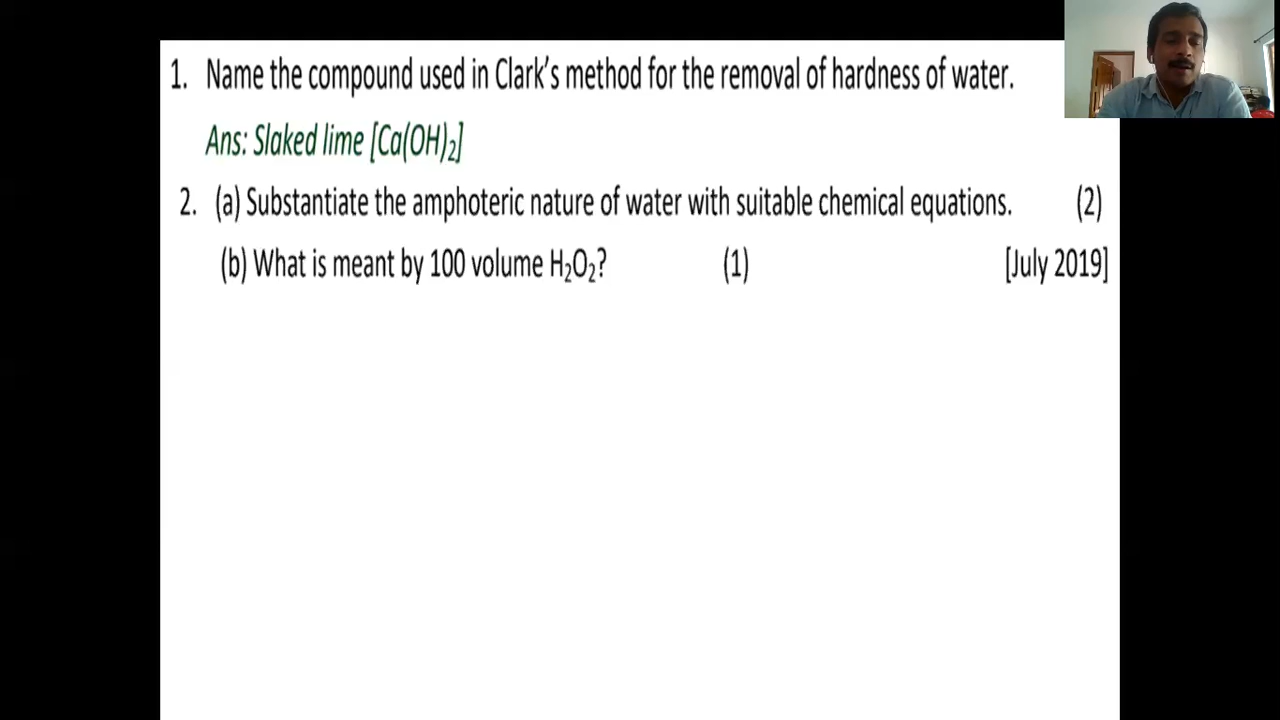 1. Name the compound used in Clark's method for the removal of hardness of water.
Ans: Slaked lime [Ca(OH)₂]
2. (a) Substantiate the amphoteric nature of water with suitable chemical equations. (2)
(b) What is meant by 100 volume H₂O₂? (1) [July 2019]